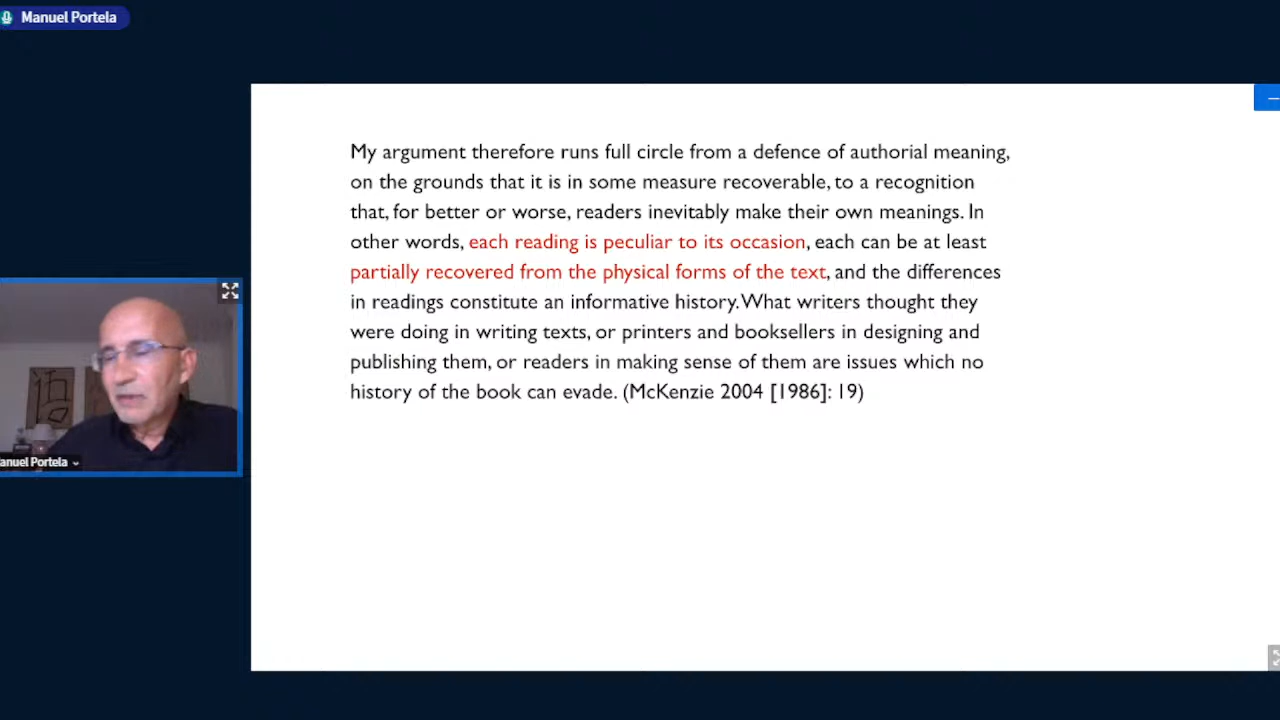 Manuel Portela
My argument therefore runs full circle from a defence of authorial meaning,
on the grounds that it is in some measure recoverable, to a recognition
that, for better or worse, readers inevitably make their own meanings. In
other words, each reading is peculiar to its occasion, each can be at least
partially recovered from the physical forms of the text, and the differences
in readings constitute an informative history. What writers thought they
were doing in writing texts, or printers and booksellers in designing and
publishing them, or readers in making sense of them are issues which no
history of the book can evade. (McKenzie 2004 [1986]: 19)
anuel Portela